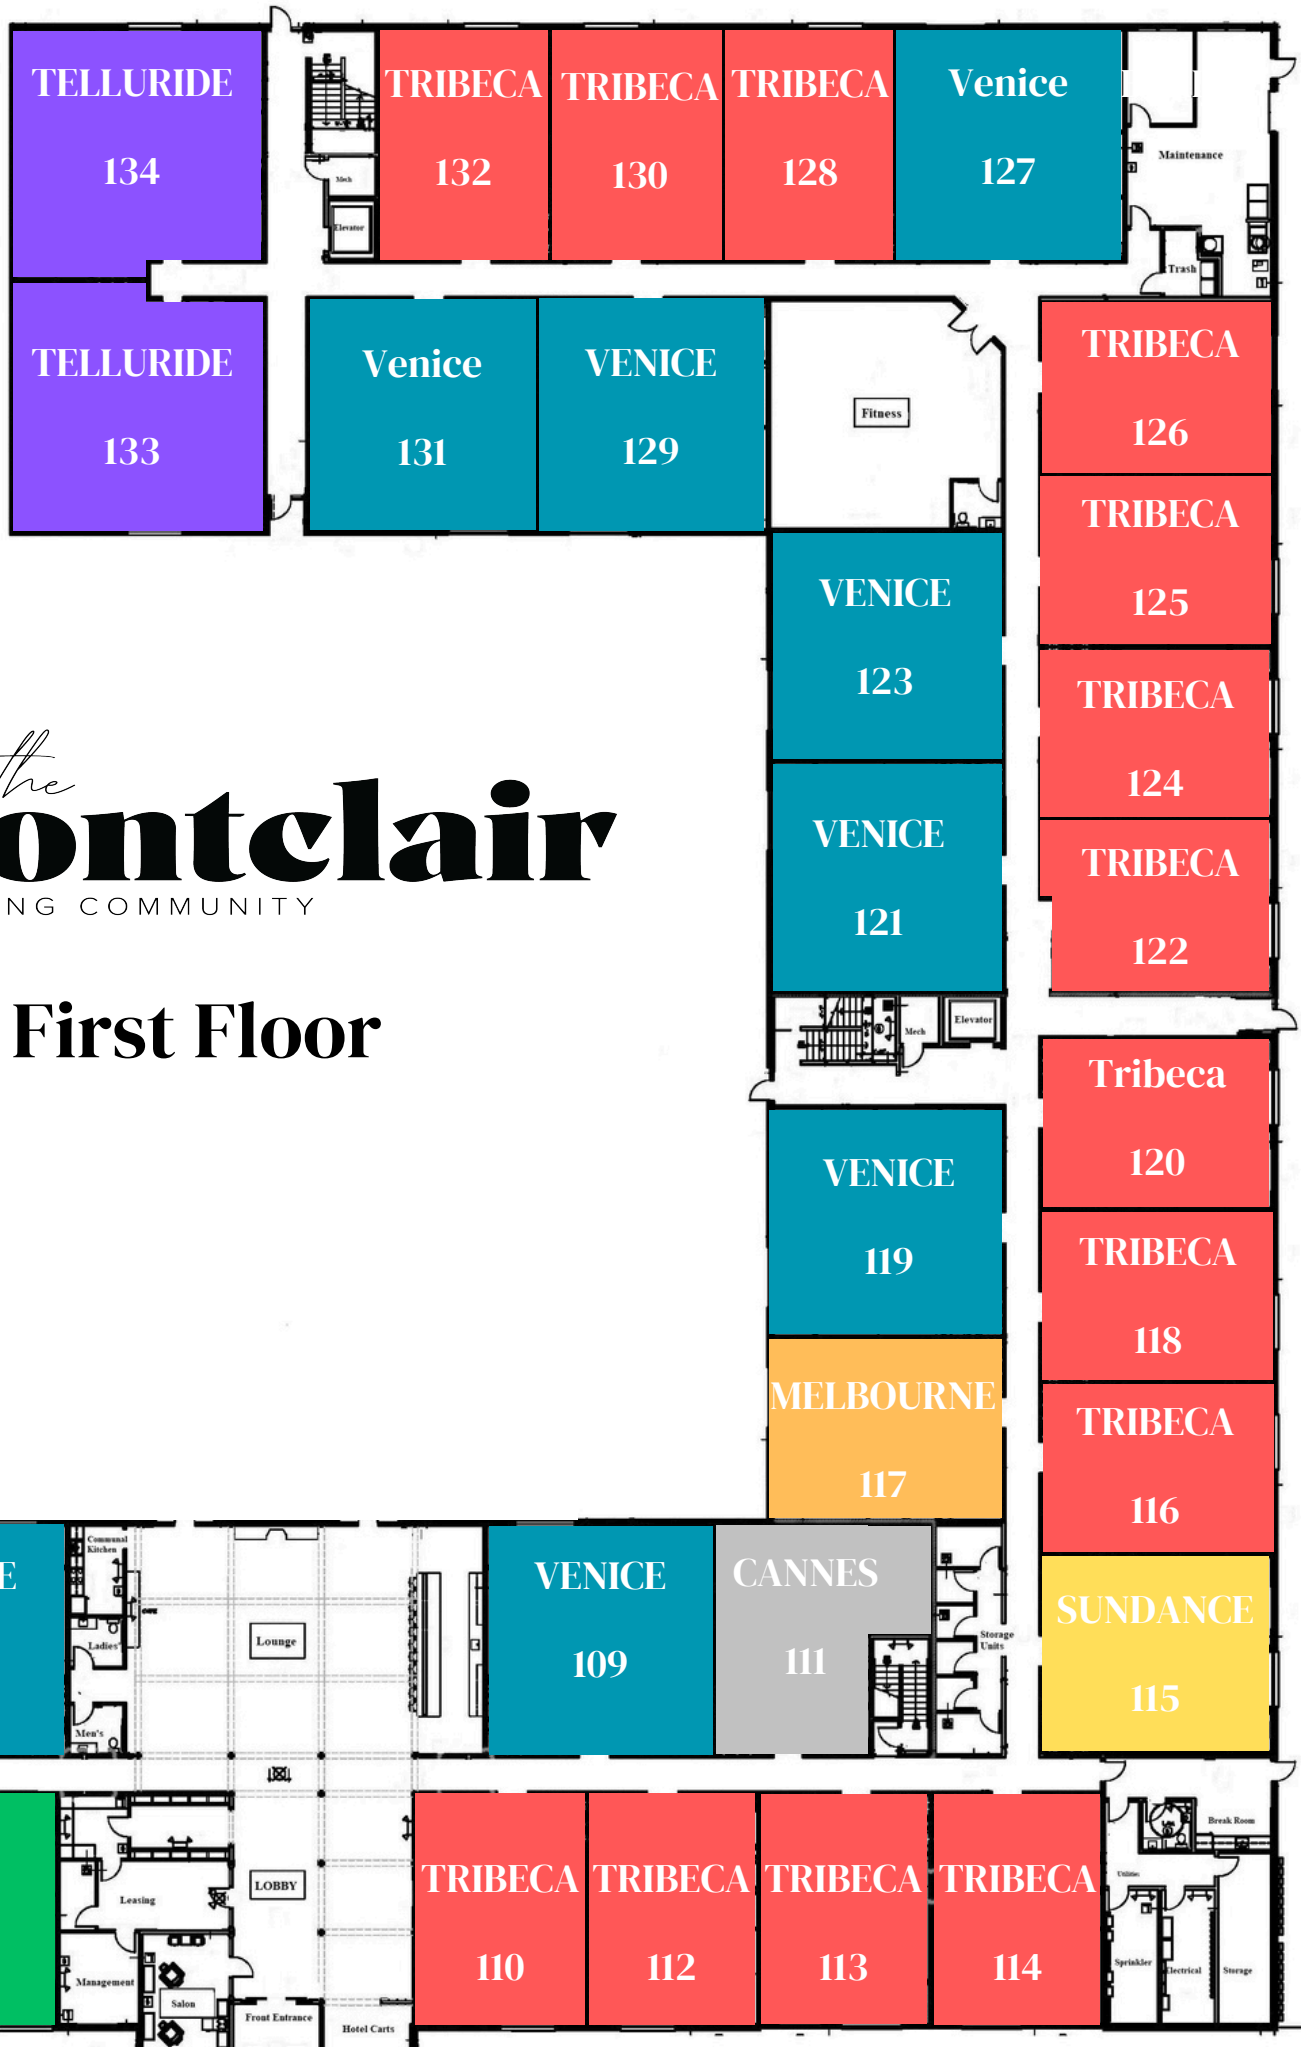 TELLURIDE
134
TRIBECA
132
TRIBECA
130
TRIBECA
128
Venice
127
Mech
Elevator
Maintenance
Trash
TELLURIDE
133
Venice
131
VENICE
129
Fitness
TRIBECA
126
TRIBECA
125
VENICE
123
TRIBECA
124
the
ontclair
NG COMMUNITY
VENICE
121
TRIBECA
122
First Floor
Mech
Elevator
Tribeca
120
VENICE
119
TRIBECA
118
MELBOURNE
117
TRIBECA
116
E
Communal
Kitchen
Ladies'
Men's
Lounge
VENICE
109
CANNES
111
Storage
Units
SUNDANCE
115
Leasing
Management
Salon
LOBBY
Front Entrance
Hotel Carts
TRIBECA
110
TRIBECA
112
TRIBECA
113
TRIBECA
114
Break Room
Utilities
Sprinkler
Electrical
Storage